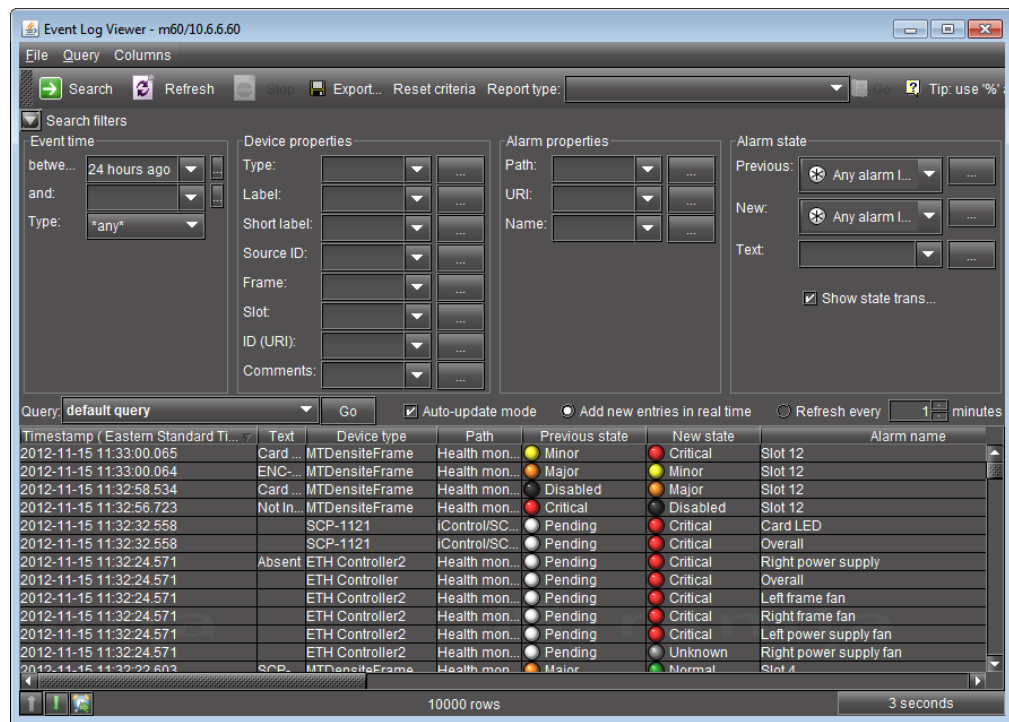 Event Log Viewer - m60/10.6.6.60
File Query Columns
Search Refresh Stop Export... Reset criteria Report type: Go Tip: use '%'
Search filters
Event time Device properties Alarm properties Alarm state
betwe... 24 hours ago ... Type: ... Path: ... Previous: Any alarm l... ...
and: ... Label: ... URI: ... New: Any alarm l... ...
Type: *any* Short label: ... Name: ... Text: ...
Source ID: ...
Frame: ... Show state trans...
Slot: ...
ID (URI): ...
Comments: ...
Query: default query Go Auto-update mode Add new entries in real time Refresh every 1 minutes
Timestamp ( Eastern Standard Ti... Text Device type Path Previous state New state Alarm name
2012-11-15 11:33:00.065 Card ... MTDensiteFrame Health mon... Minor Critical Slot 12
2012-11-15 11:33:00.064 ENC-... MTDensiteFrame Health mon... Major Minor Slot 12
2012-11-15 11:32:58.534 Card ... MTDensiteFrame Health mon... Disabled Major Slot 12
2012-11-15 11:32:56.723 Not In... MTDensiteFrame Health mon... Critical Disabled Slot 12
2012-11-15 11:32:32.558 SCP-1121 iControl/SC... Pending Critical Card LED
2012-11-15 11:32:32.558 SCP-1121 iControl/SC... Pending Critical Overall
2012-11-15 11:32:24.571 Absent ETH Controller2 Health mon... Pending Critical Right power supply
2012-11-15 11:32:24.571 ETH Controller Health mon... Pending Critical Overall
2012-11-15 11:32:24.571 ETH Controller2 Health mon... Pending Critical Left frame fan
2012-11-15 11:32:24.571 ETH Controller2 Health mon... Pending Critical Right frame fan
2012-11-15 11:32:24.571 ETH Controller2 Health mon... Pending Critical Left power supply fan
2012-11-15 11:32:24.571 ETH Controller2 Health mon... Pending Unknown Right power supply fan
2012-11-15 11:32:22.603 SCP-... MTDensiteFrame Health mon... Major Normal Slot 4
10000 rows 3 seconds